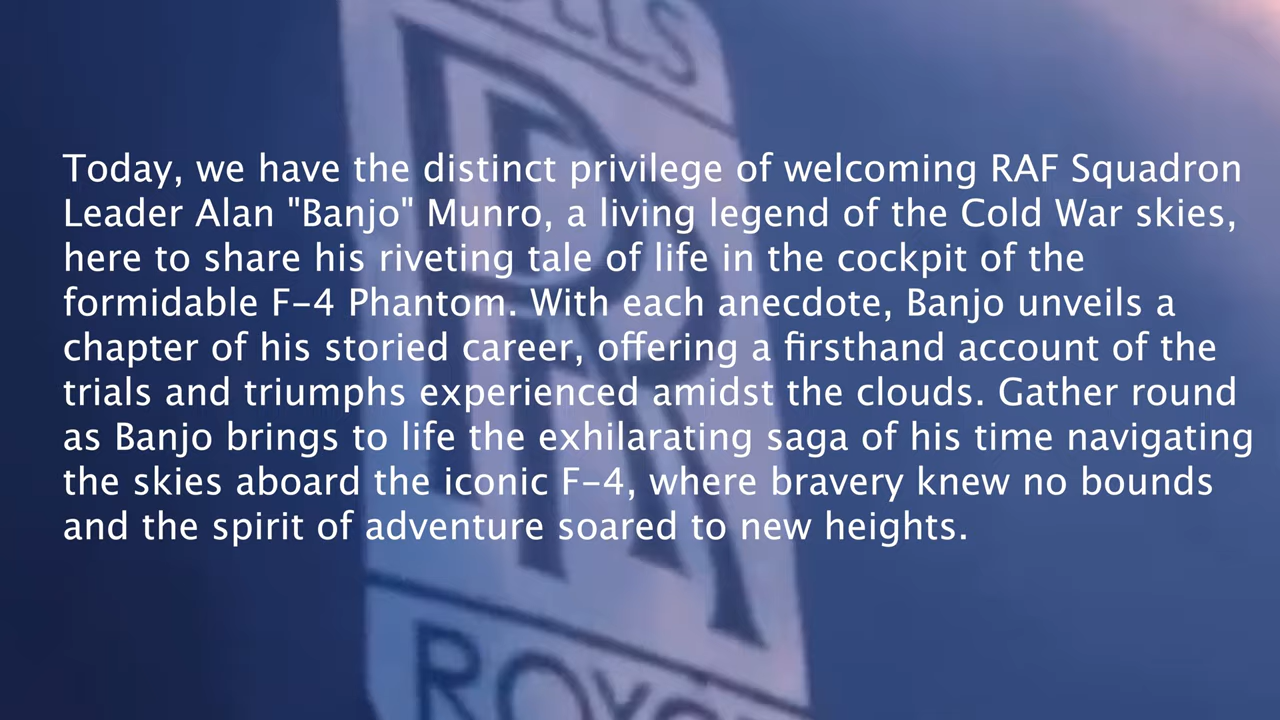 ROLLS
RR
Today, we have the distinct privilege of welcoming RAF Squadron
Leader Alan "Banjo" Munro, a living legend of the Cold War skies,
here to share his riveting tale of life in the cockpit of the
formidable F-4 Phantom. With each anecdote, Banjo unveils a
chapter of his storied career, offering a firsthand account of the
trials and triumphs experienced amidst the clouds. Gather round
as Banjo brings to life the exhilarating saga of his time navigating
the skies aboard the iconic F-4, where bravery knew no bounds
and the spirit of adventure soared to new heights.
ROYCE